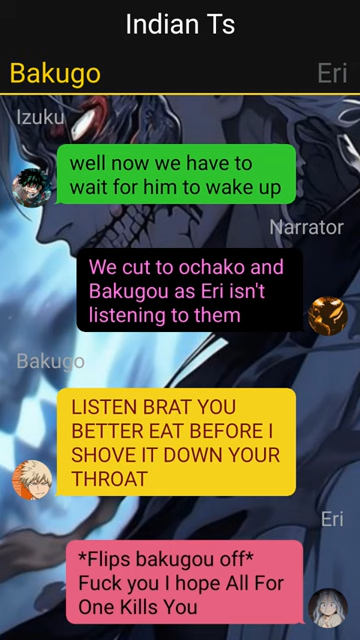 Indian Ts
Bakugo
Eri
Izuku
well now we have to
wait for him to wake up
Narrator
We cut to ochako and
Bakugou as Eri isn't
listening to them
Bakugo
LISTEN BRAT YOU
BETTER EAT BEFORE I
SHOVE IT DOWN YOUR
THROAT
Eri
*Flips bakugou off*
Fuck you I hope All For
One Kills You